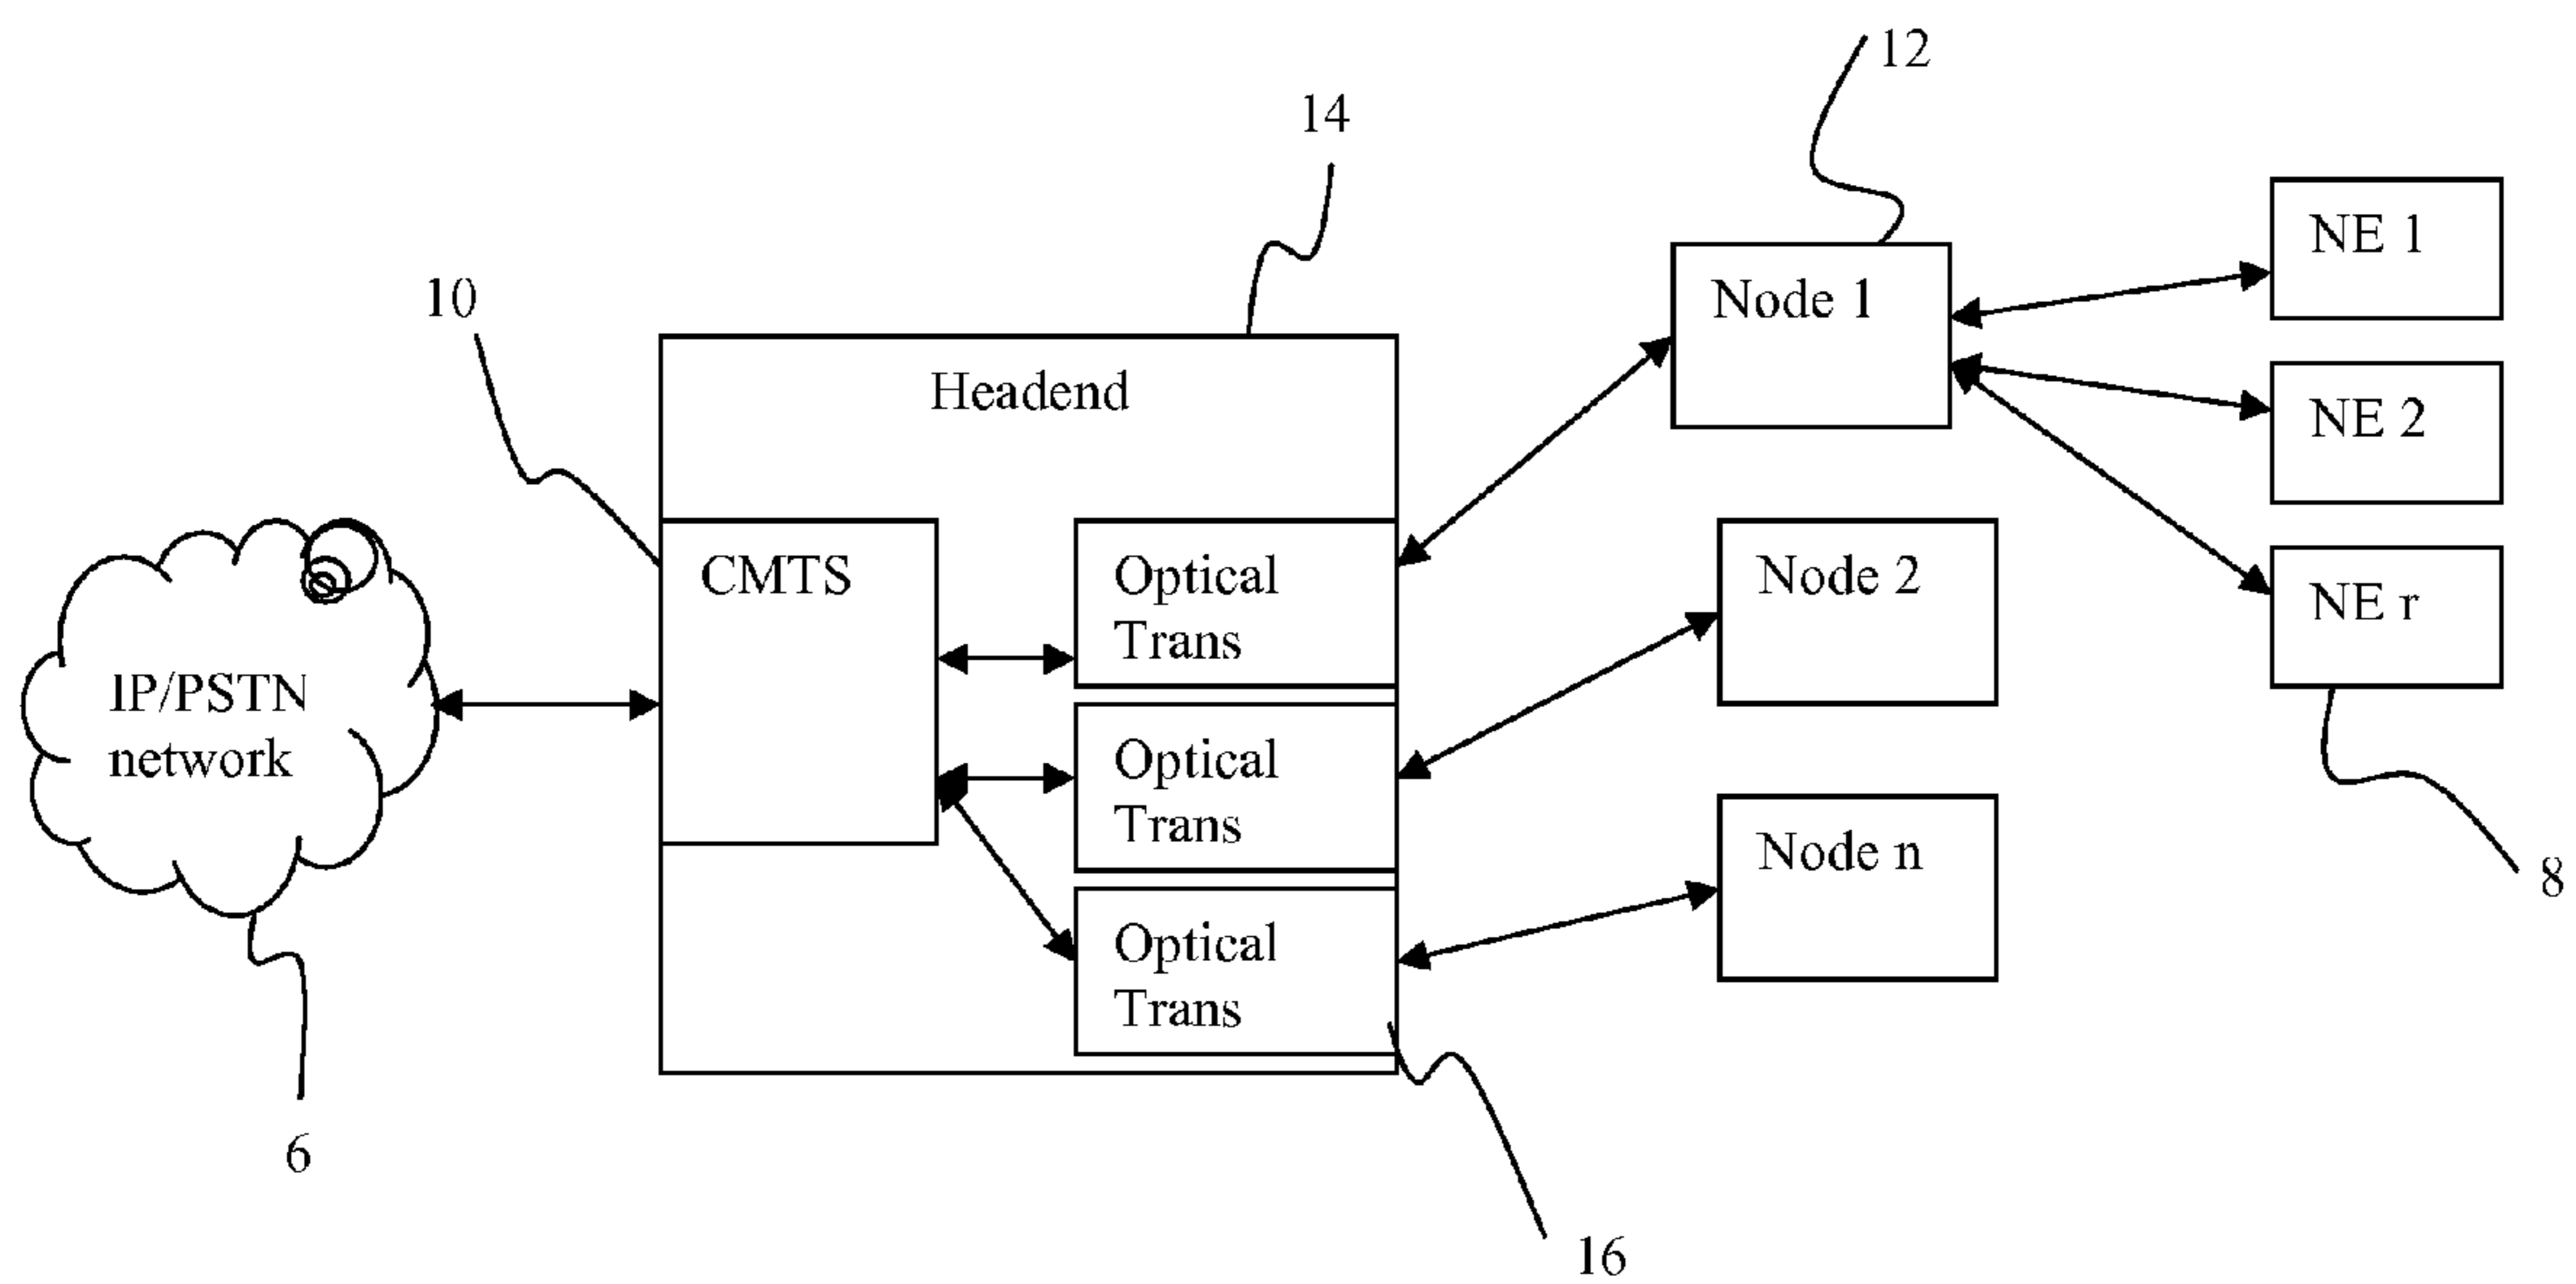 12
14
NE 1
10
Node 1
Headend
NE 2
CMTS
Optical
Trans
Node 2
NE r
IP/PSTN
network
Optical
Trans
Node n
8
Optical
Trans
6
16